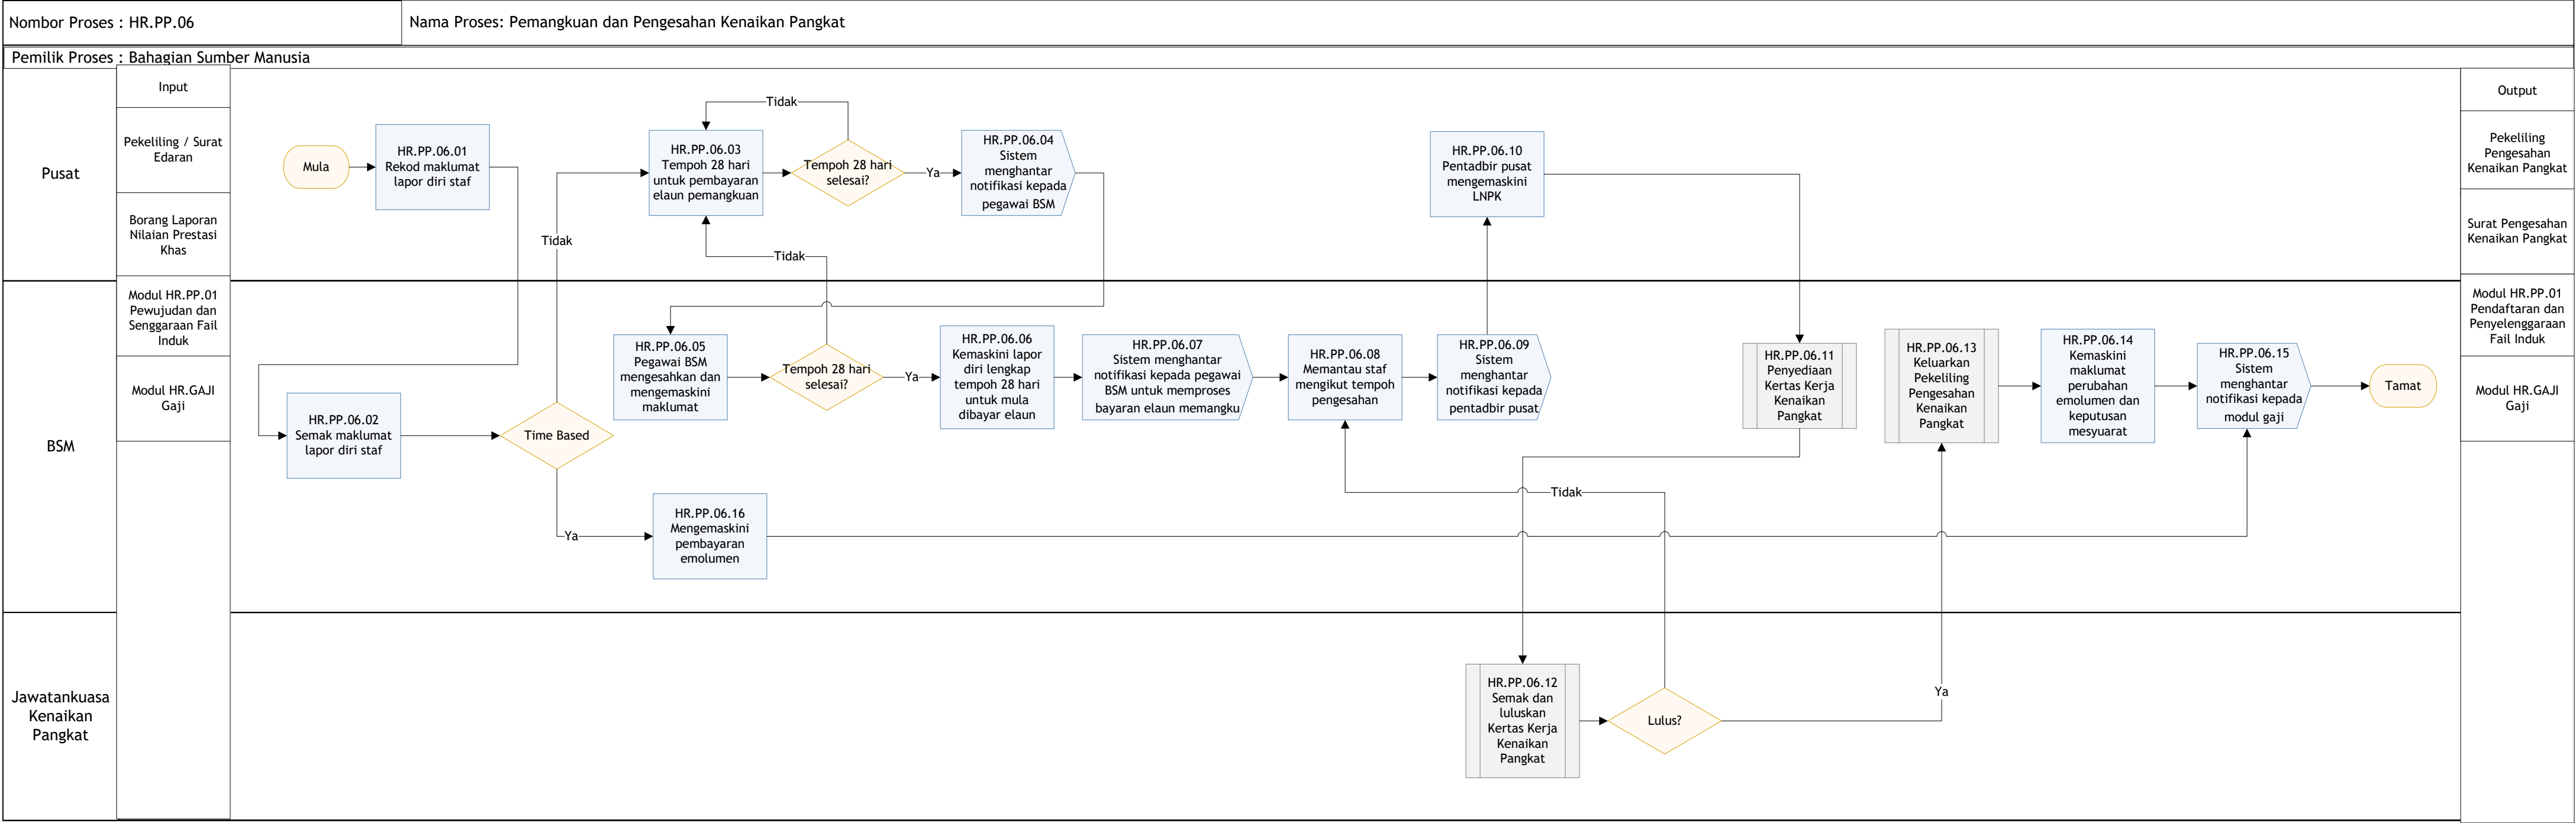 Nombor Proses : HR.PP.06
Nama Proses: Pemangkuan dan Pengesahan Kenaikan Pangkat
Pemilik Proses : Bahagian Sumber Manusia
Pusat
Input
Pekeliling / Surat
Edaran
Borang Laporan
Nilaian Prestasi
Khas
Modul HR.PP.01
Pewujudan dan
Senggaraan Fail
Induk
Modul HR.GAJI
Gaji
Mula
HR.PP.06.01
Rekod maklumat
lapor diri staf
Tidak
HR.PP.06.03
Tempoh 28 hari
untuk pembayaran
elaun pemangkuan
Tempoh 28 hari
selesai?
Ya
HR.PP.06.04
Sistem
menghantar
notifikasi kepada
pegawai BSM
HR.PP.06.10
Pentadbir pusat
mengemaskini
LNPK
Tidak
Tidak
BSM
HR.PP.06.02
Semak maklumat
lapor diri staf
Time Based
HR.PP.06.05
Pegawai BSM
mengesahkan dan
mengemaskini
maklumat
Tempoh 28 hari
selesai?
Ya
HR.PP.06.06
Kemaskini lapor
diri lengkap
tempoh 28 hari
untuk mula
dibayar elaun
HR.PP.06.07
Sistem menghantar
notifikasi kepada pegawai
BSM untuk memproses
bayaran elaun memangku
HR.PP.06.08
Memantau staf
mengikut tempoh
pengesahan
HR.PP.06.09
Sistem
menghantar
notifikasi kepada
pentadbir pusat
HR.PP.06.11
Penyediaan
Kertas Kerja
Kenaikan
Pangkat
HR.PP.06.13
Keluarkan
Pekeliling
Pengesahan
Kenaikan
Pangkat
HR.PP.06.14
Kemaskini
maklumat
perubahan
emolumen dan
keputusan
mesyuarat
HR.PP.06.15
Sistem
menghantar
notifikasi kepada
modul gaji
Tamat
Tidak
Ya
HR.PP.06.16
Mengemaskini
pembayaran
emolumen
Jawatankuasa
Kenaikan
Pangkat
HR.PP.06.12
Semak dan
luluskan
Kertas Kerja
Kenaikan
Pangkat
Lulus?
Ya
Output
Pekeliling
Pengesahan
Kenaikan Pangkat
Surat Pengesahan
Kenaikan Pangkat
Modul HR.PP.01
Pendaftaran dan
Penyelenggaraan
Fail Induk
Modul HR.GAJI
Gaji